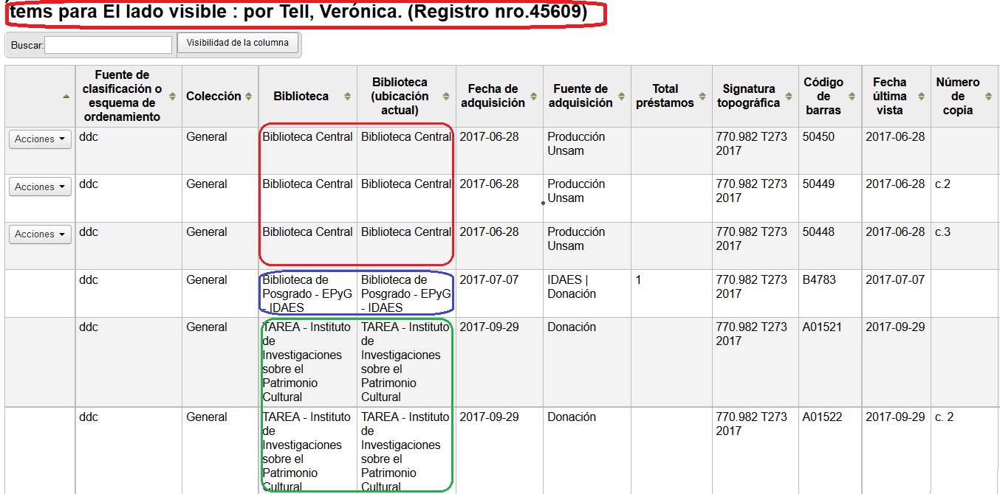 Ítems para El lado visible : por Tell, Verónica. (Registro nro.45609)
Buscar:
Visibilidad de la columna
Fuente de clasificación o esquema de ordenamiento
Colección
Biblioteca
Biblioteca (ubicación actual)
Fecha de adquisición
Fuente de adquisición
Total préstamos
Signatura topográfica
Código de barras
Fecha última vista
Número de copia
Acciones ddc General Biblioteca Central Biblioteca Central 2017-06-28 Producción Unsam 770.982 T273 2017 50450 2017-06-28
Acciones ddc General Biblioteca Central Biblioteca Central 2017-06-28 Producción Unsam 770.982 T273 2017 50449 2017-06-28 c.2
Acciones ddc General Biblioteca Central Biblioteca Central 2017-06-28 Producción Unsam 770.982 T273 2017 50448 2017-06-28 c.3
ddc General Biblioteca de Posgrado - EPyG - IDAES Biblioteca de Posgrado - EPyG - IDAES 2017-07-07 IDAES | Donación 1 770.982 T273 2017 B4783 2017-07-07
ddc General TAREA - Instituto de Investigaciones sobre el Patrimonio Cultural TAREA - Instituto de Investigaciones sobre el Patrimonio Cultural 2017-09-29 Donación 770.982 T273 2017 A01521 2017-09-29
ddc General TAREA - Instituto de Investigaciones sobre el Patrimonio Cultural TAREA - Instituto de Investigaciones sobre el Patrimonio Cultural 2017-09-29 Donación 770.982 T273 2017 A01522 2017-09-29 c. 2